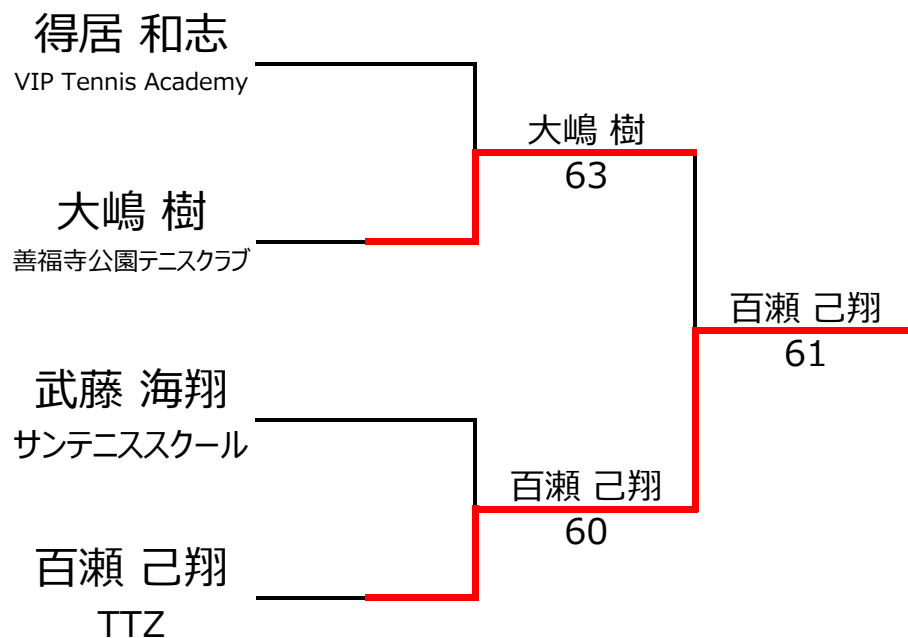 得居 和志
VIP Tennis Academy
大嶋 樹
63
大嶋 樹
善福寺公園テニスクラブ
百瀬 己翔
61
武藤 海翔
サンテニススクール
百瀬 己翔
60
百瀬 己翔
TTZ